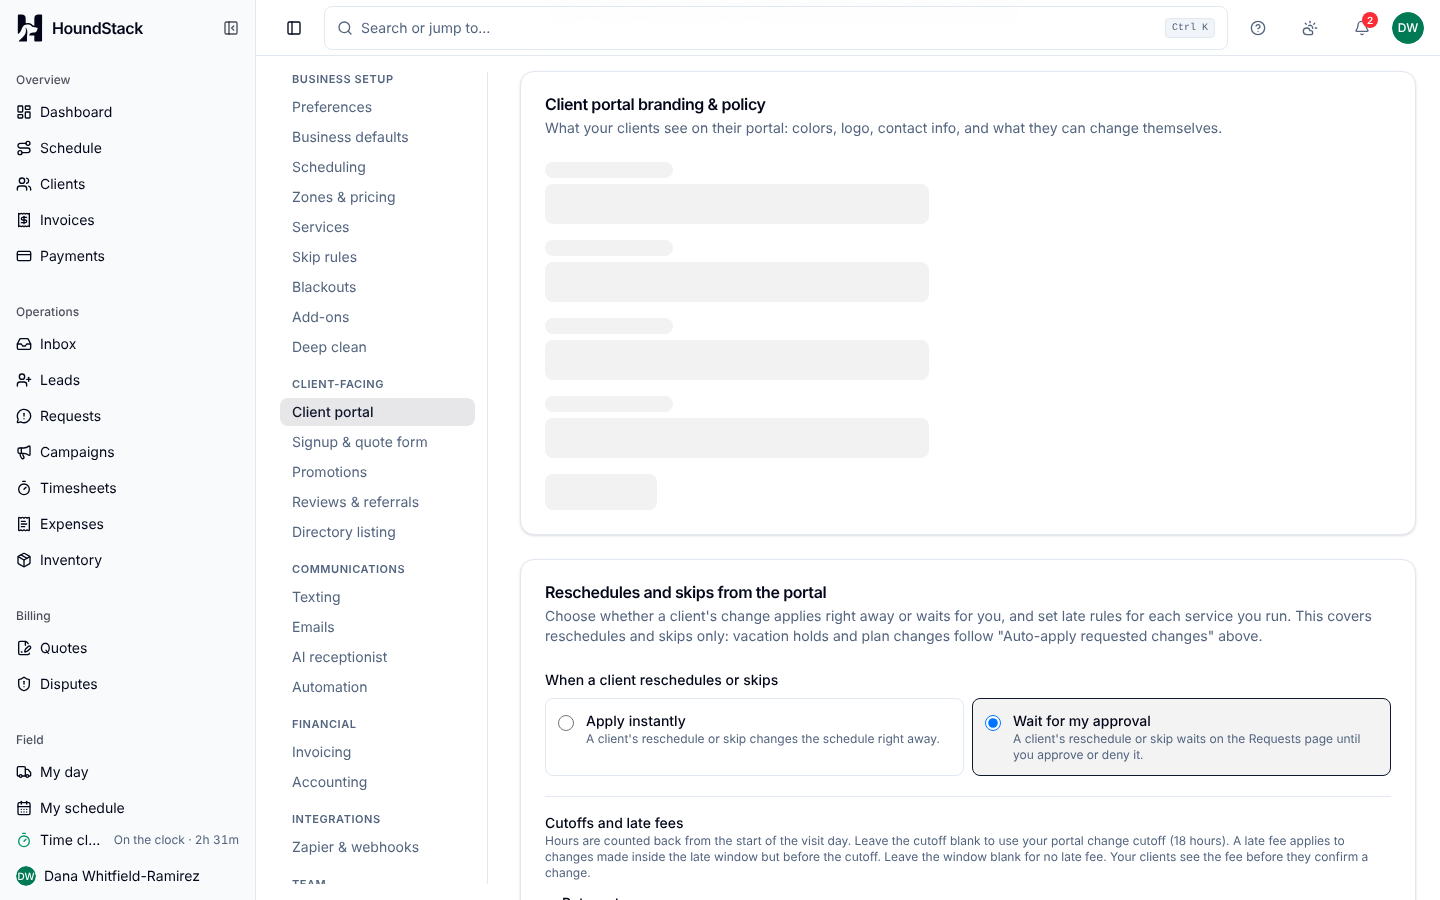 HoundStack
Search or jump to...
Ctrl K
2
DW
Overview
Dashboard
Schedule
Clients
Invoices
Payments
Operations
Inbox
Leads
Requests
Campaigns
Timesheets
Expenses
Inventory
Billing
Quotes
Disputes
Field
My day
My schedule
Time cl... On the clock · 2h 31m
DW Dana Whitfield-Ramirez
BUSINESS SETUP
Preferences
Business defaults
Scheduling
Zones & pricing
Services
Skip rules
Blackouts
Add-ons
Deep clean
CLIENT-FACING
Client portal
Signup & quote form
Promotions
Reviews & referrals
Directory listing
COMMUNICATIONS
Texting
Emails
AI receptionist
Automation
FINANCIAL
Invoicing
Accounting
INTEGRATIONS
Zapier & webhooks
TEAM
Client portal branding & policy
What your clients see on their portal: colors, logo, contact info, and what they can change themselves.
Reschedules and skips from the portal
Choose whether a client's change applies right away or waits for you, and set late rules for each service you run. This covers
reschedules and skips only: vacation holds and plan changes follow "Auto-apply requested changes" above.
When a client reschedules or skips
Apply instantly
A client's reschedule or skip changes the schedule right away.
Wait for my approval
A client's reschedule or skip waits on the Requests page until
you approve or deny it.
Cutoffs and late fees
Hours are counted back from the start of the visit day. Leave the cutoff blank to use your portal change cutoff (18 hours). A late fee applies to
changes made inside the late window but before the cutoff. Leave the window blank for no late fee. Your clients see the fee before they confirm a
change.